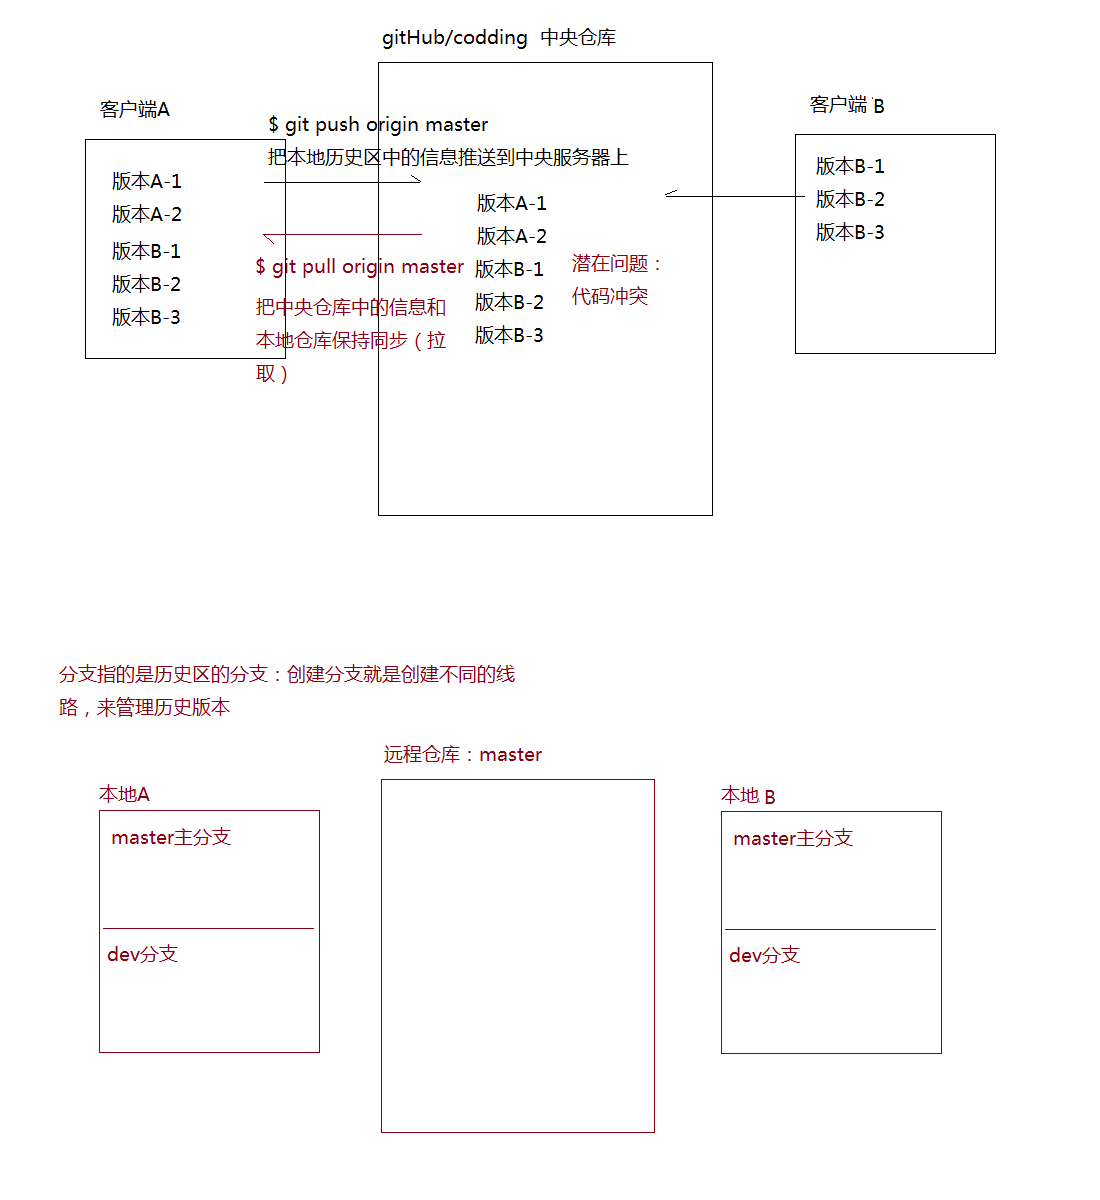 gitHub/codding 中央仓库
客户端A
$ git push origin master
把本地历史区中的信息推送到中央服务器上
版本A-1
版本A-2
版本B-1
版本B-2
版本B-3
$ git pull origin master
把中央仓库中的信息和
本地仓库保持同步（拉
取）
版本A-1
版本A-2
版本B-1
版本B-2
版本B-3
潜在问题：
代码冲突
客户端 B
版本B-1
版本B-2
版本B-3
分支指的是历史区的分支：创建分支就是创建不同的线
路，来管理历史版本
远程仓库：master
本地A
master主分支
dev分支
本地 B
master主分支
dev分支